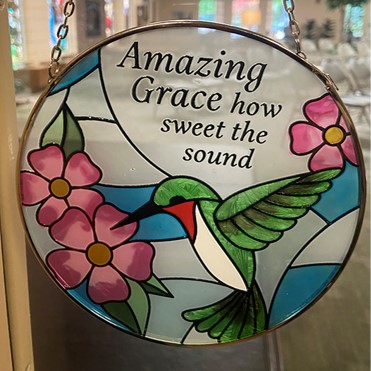 Amazing
Grace how
sweet the
sound